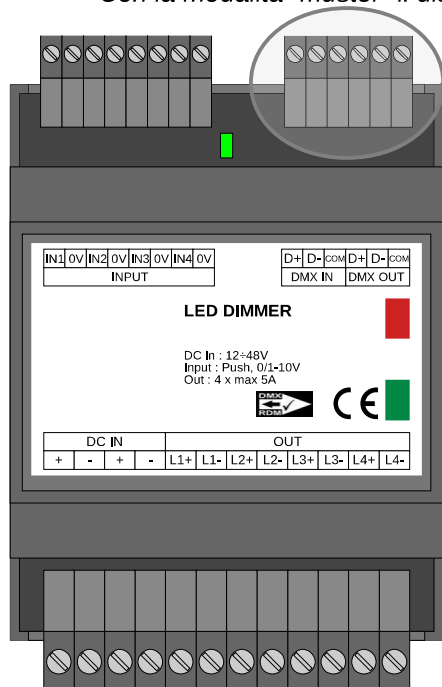 Con la modalità "master" il di
IN1 0V IN2 0V IN3 0V IN4 0V
D+ D- COM D+ D- COM
INPUT
DMX IN DMX OUT
LED DIMMER
DC In : 12÷48V
Input : Push, 0/1-10V
Out : 4 x max 5A
DMX
RDM
CE
DC IN OUT
+ - + - L1+ L1- L2+ L2- L3+ L3- L4+ L4-